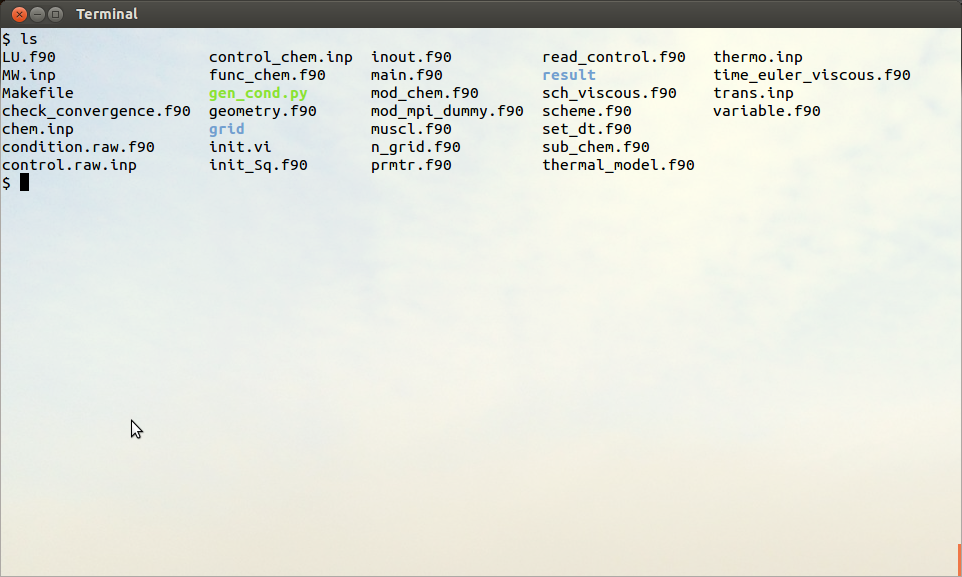 Terminal
$ ls
LU.f90 control_chem.inp inout.f90 read_control.f90 thermo.inp
MW.inp func_chem.f90 main.f90 result time_euler_viscous.f90
Makefile gen_cond.py mod_chem.f90 sch_viscous.f90 trans.inp
check_convergence.f90 geometry.f90 mod_mpi_dummy.f90 scheme.f90 variable.f90
chem.inp grid muscl.f90 set_dt.f90
condition.raw.f90 init.vi n_grid.f90 sub_chem.f90
control.raw.inp init_Sq.f90 prmtr.f90 thermal_model.f90
$